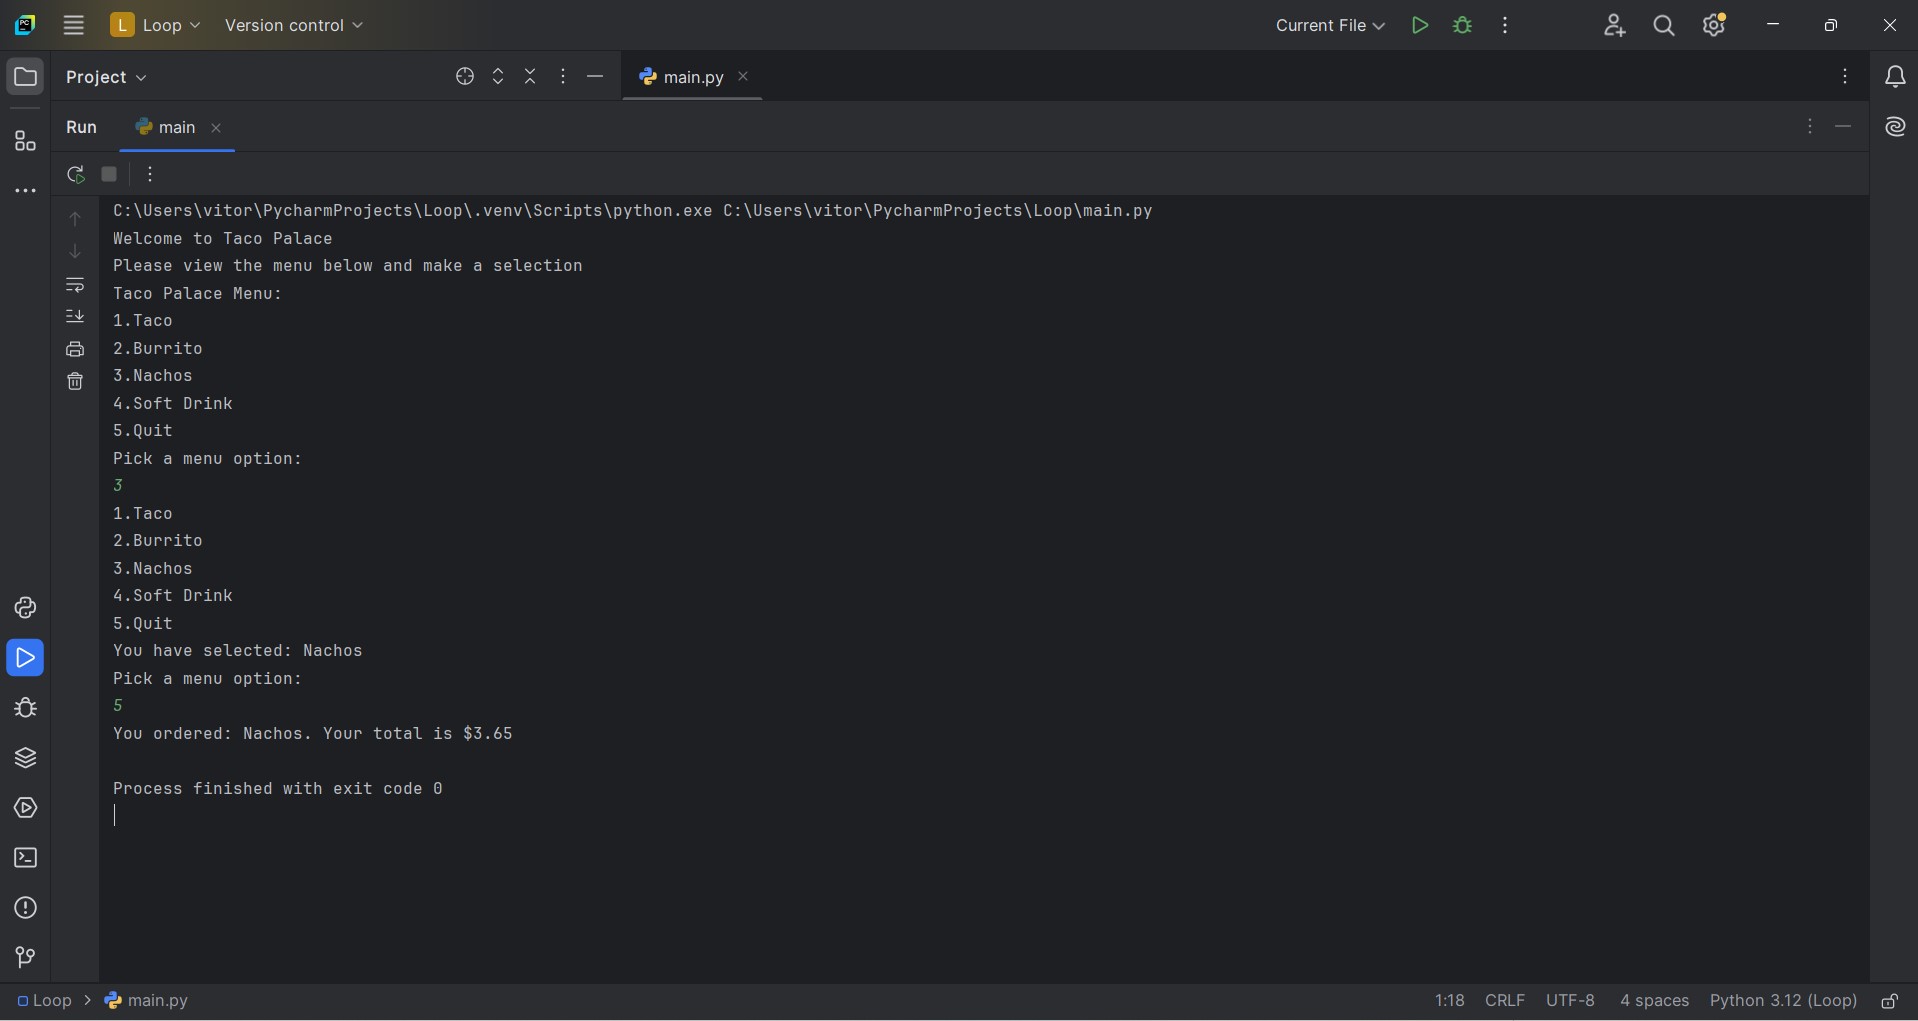 L Loop Version control Current File
Project main.py
Run main
C:\Users\vitor\PycharmProjects\Loop\.venv\Scripts\python.exe C:\Users\vitor\PycharmProjects\Loop\main.py
Welcome to Taco Palace
Please view the menu below and make a selection
Taco Palace Menu:
1.Taco
2.Burrito
3.Nachos
4.Soft Drink
5.Quit
Pick a menu option:
3
1.Taco
2.Burrito
3.Nachos
4.Soft Drink
5.Quit
You have selected: Nachos
Pick a menu option:
5
You ordered: Nachos. Your total is $3.65
Process finished with exit code 0
Loop > main.py 1:18 CRLF UTF-8 4 spaces Python 3.12 (Loop)